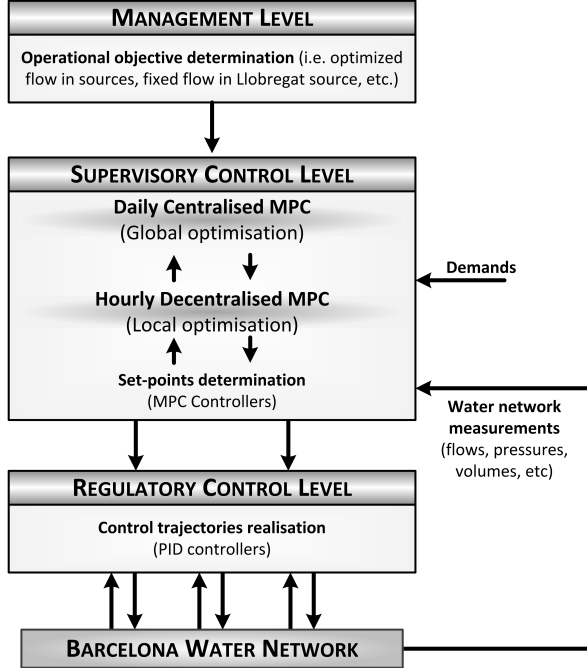 MANAGEMENT LEVEL
Operational objective determination (i.e. optimized
flow in sources, fixed flow in Llobregat source, etc.)
SUPERVISORY CONTROL LEVEL
Daily Centralised MPC
(Global optimisation)
Demands
Hourly Decentralised MPC
(Local optimisation)
Set-points determination
(MPC Controllers)
Water network
measurements
(flows, pressures,
volumes, etc)
REGULATORY CONTROL LEVEL
Control trajectories realisation
(PID controllers)
BARCELONA WATER NETWORK